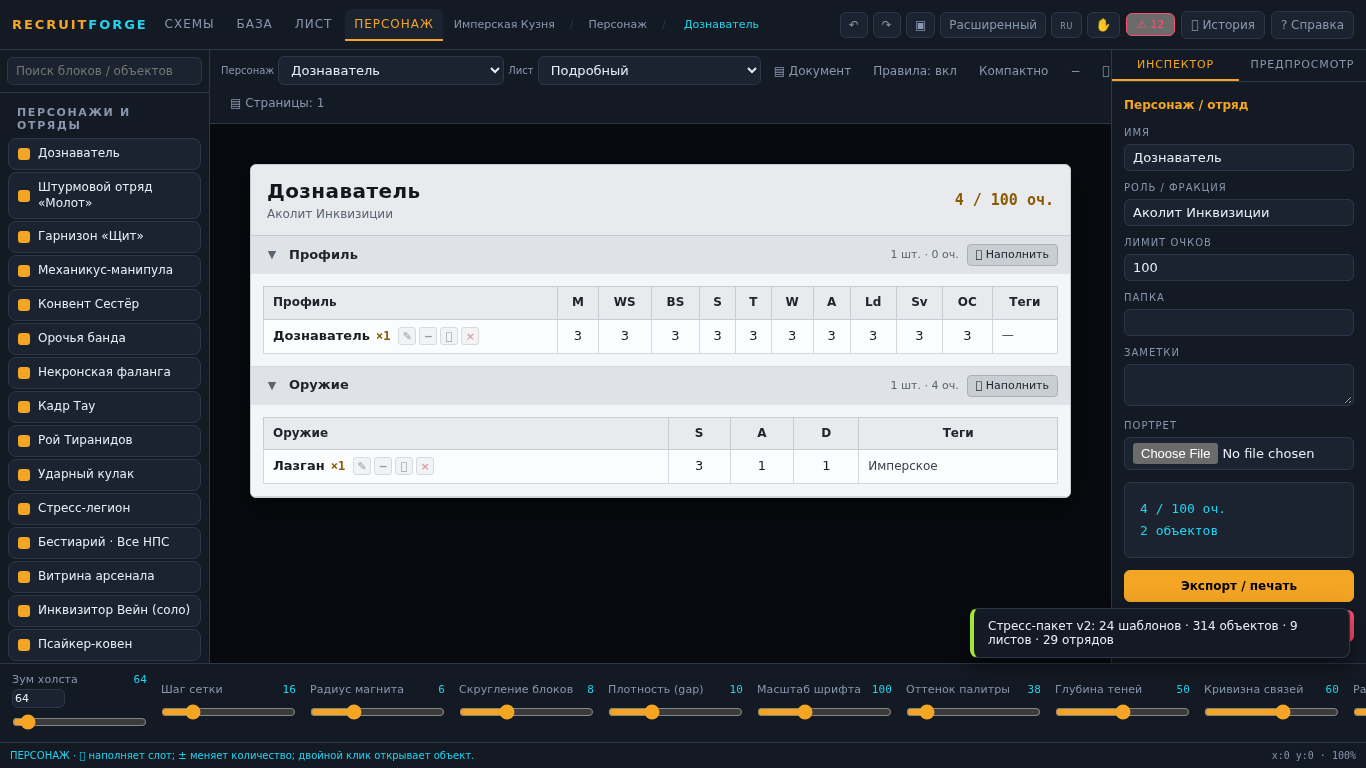 RECRUITFORGE СХЕМЫ БАЗА ЛИСТ ПЕРСОНАЖ Имперская Кузня / Персонаж / Дознаватель ↶ ↷ ▣ Расширенный RU ✋ ⚠ 12 История ? Справка
Поиск блоков / объектов
ПЕРСОНАЖИ И
ОТРЯДЫ
Дознаватель
Штурмовой отряд
«Молот»
Гарнизон «Щит»
Механикус-манипула
Конвент Сестёр
Орочья банда
Некронская фаланга
Кадр Тау
Рой Тиранидов
Ударный кулак
Стресс-легион
Бестиарий · Все НПС
Витрина арсенала
Инквизитор Вейн (соло)
Псайкер-ковен
Персонаж Дознаватель Лист Подробный ▤ Документ Правила: вкл Компактно −
▤ Страницы: 1
Дознаватель
Аколит Инквизиции
4 / 100 оч.
▼ Профиль 1 шт. · 0 оч. Наполнить
Профиль M WS BS S T W A Ld Sv OC Теги
Дознаватель ×1 ✎ − × 3 3 3 3 3 3 3 3 3 3 —
▼ Оружие 1 шт. · 4 оч. Наполнить
Оружие S A D Теги
Лазган ×1 ✎ − × 3 1 1 Имперское
ИНСПЕКТОР ПРЕДПРОСМОТР
Персонаж / отряд
ИМЯ
Дознаватель
РОЛЬ / ФРАКЦИЯ
Аколит Инквизиции
ЛИМИТ ОЧКОВ
100
ПАПКА
ЗАМЕТКИ
ПОРТРЕТ
Choose File No file chosen
4 / 100 оч.
2 объектов
Экспорт / печать
Стресс-пакет v2: 24 шаблонов · 314 объектов · 9
листов · 29 отрядов
Зум холста 64
64
Шаг сетки 16
Радиус магнита 6
Скругление блоков 8
Плотность (gap) 10
Масштаб шрифта 100
Оттенок палитры 38
Глубина теней 50
Кривизна связей 60
Ра
ПЕРСОНАЖ · наполняет слот; ± меняет количество; двойной клик открывает объект.
x:0 y:0 · 100%